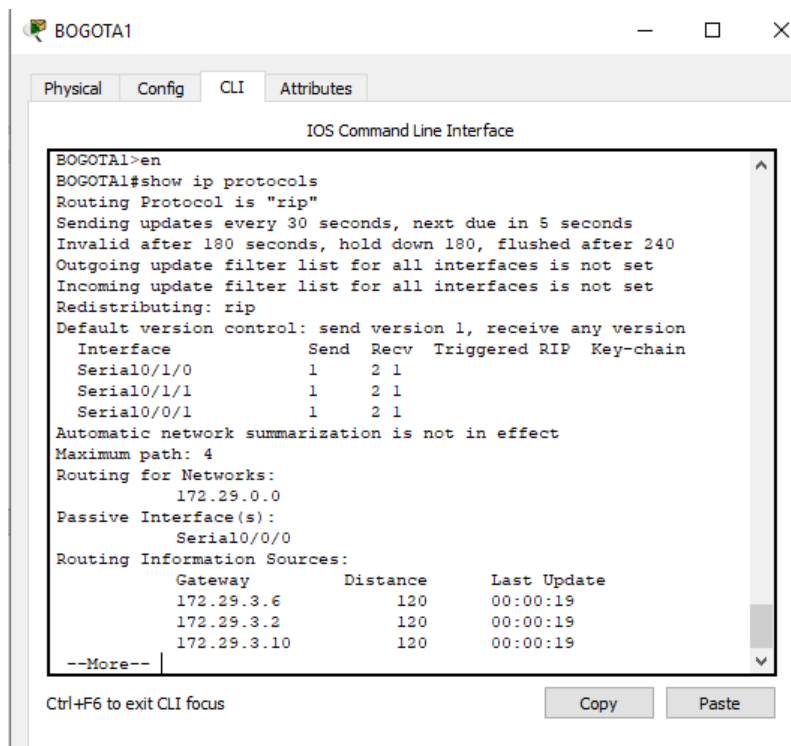 BOGOTA1
Physical Config CLI Attributes
IOS Command Line Interface
BOGOTA1>en
BOGOTA1#show ip protocols
Routing Protocol is "rip"
Sending updates every 30 seconds, next due in 5 seconds
Invalid after 180 seconds, hold down 180, flushed after 240
Outgoing update filter list for all interfaces is not set
Incoming update filter list for all interfaces is not set
Redistributing: rip
Default version control: send version 1, receive any version
  Interface             Send  Recv  Triggered RIP  Key-chain
  Serial0/1/0           1     2 1
  Serial0/1/1           1     2 1
  Serial0/0/1           1     2 1
Automatic network summarization is not in effect
Maximum path: 4
Routing for Networks:
           172.29.0.0
Passive Interface(s):
           Serial0/0/0
Routing Information Sources:
           Gateway         Distance      Last Update
           172.29.3.6           120      00:00:19
           172.29.3.2           120      00:00:19
           172.29.3.10          120      00:00:19
 --More--
Ctrl+F6 to exit CLI focus Copy Paste